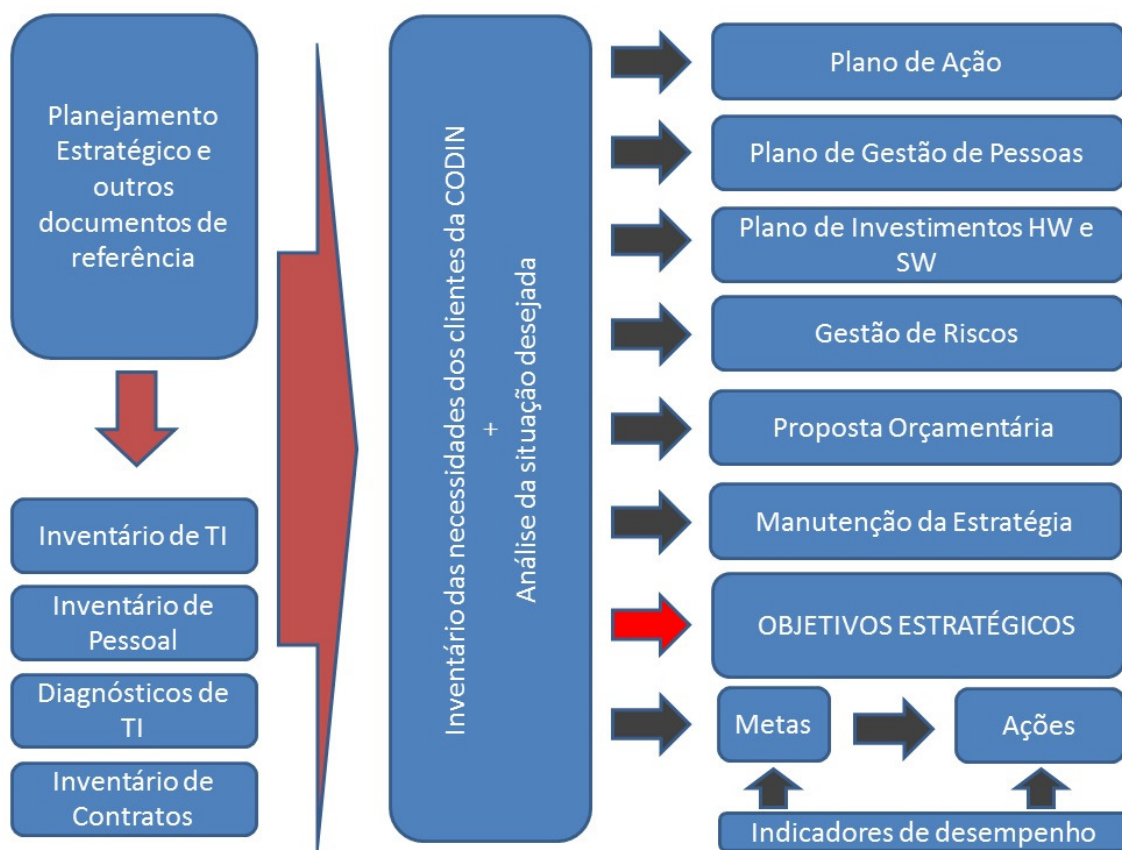 Planejamento
Estratégico e
outros
documentos de
referência
Inventário de TI
Inventário de
Pessoal
Diagnósticos de
TI
Inventário de
Contratos
Inventário das necessidades dos clientes da CODIN
+
Análise da situação desejada
Plano de Ação
Plano de Gestão de Pessoas
Plano de Investimentos HW e
SW
Gestão de Riscos
Proposta Orçamentária
Manutenção da Estratégia
OBJETIVOS ESTRATÉGICOS
Metas
Ações
Indicadores de desempenho